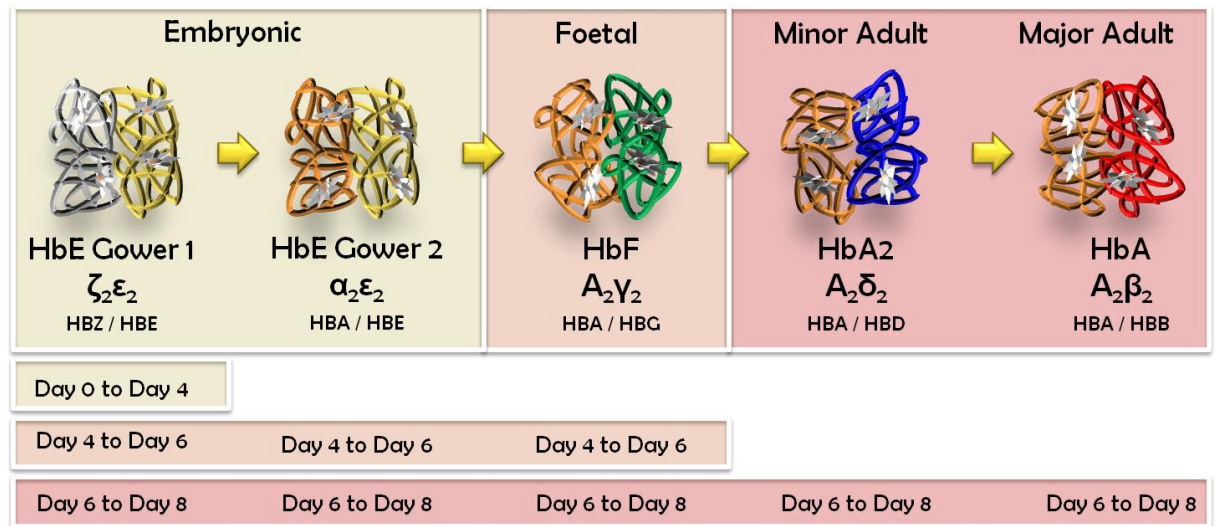 Embryonic
Foetal
Minor Adult
Major Adult
HbE Gower 1
ζ₂ε₂
HBZ / HBE
HbE Gower 2
α₂ε₂
HBA / HBE
HbF
A₂γ₂
HBA / HBG
HbA2
A₂δ₂
HBA / HBD
HbA
A₂β₂
HBA / HBB
Day 0 to Day 4
Day 4 to Day 6 Day 4 to Day 6 Day 4 to Day 6
Day 6 to Day 8 Day 6 to Day 8 Day 6 to Day 8 Day 6 to Day 8 Day 6 to Day 8